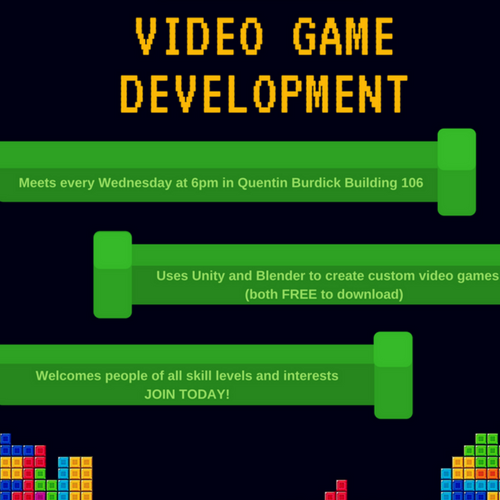 VIDEO GAME
DEVELOPMENT
Meets every Wednesday at 6pm in Quentin Burdick Building 106
Uses Unity and Blender to create custom video games
(both FREE to download)
Welcomes people of all skill levels and interests
JOIN TODAY!